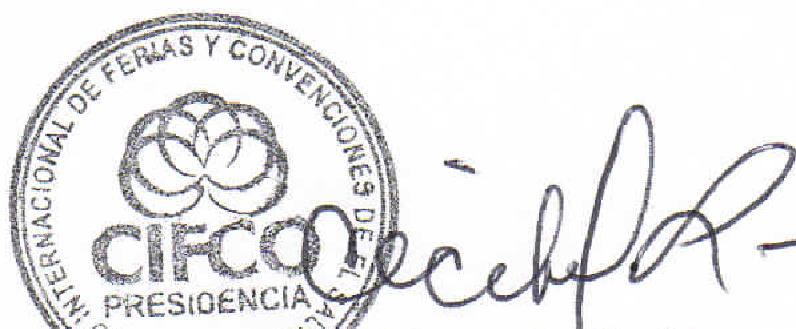 INTERNACIONAL DE FERIAS Y CONVENCIONES DE EL
CIFCO
PRESIDENCIA